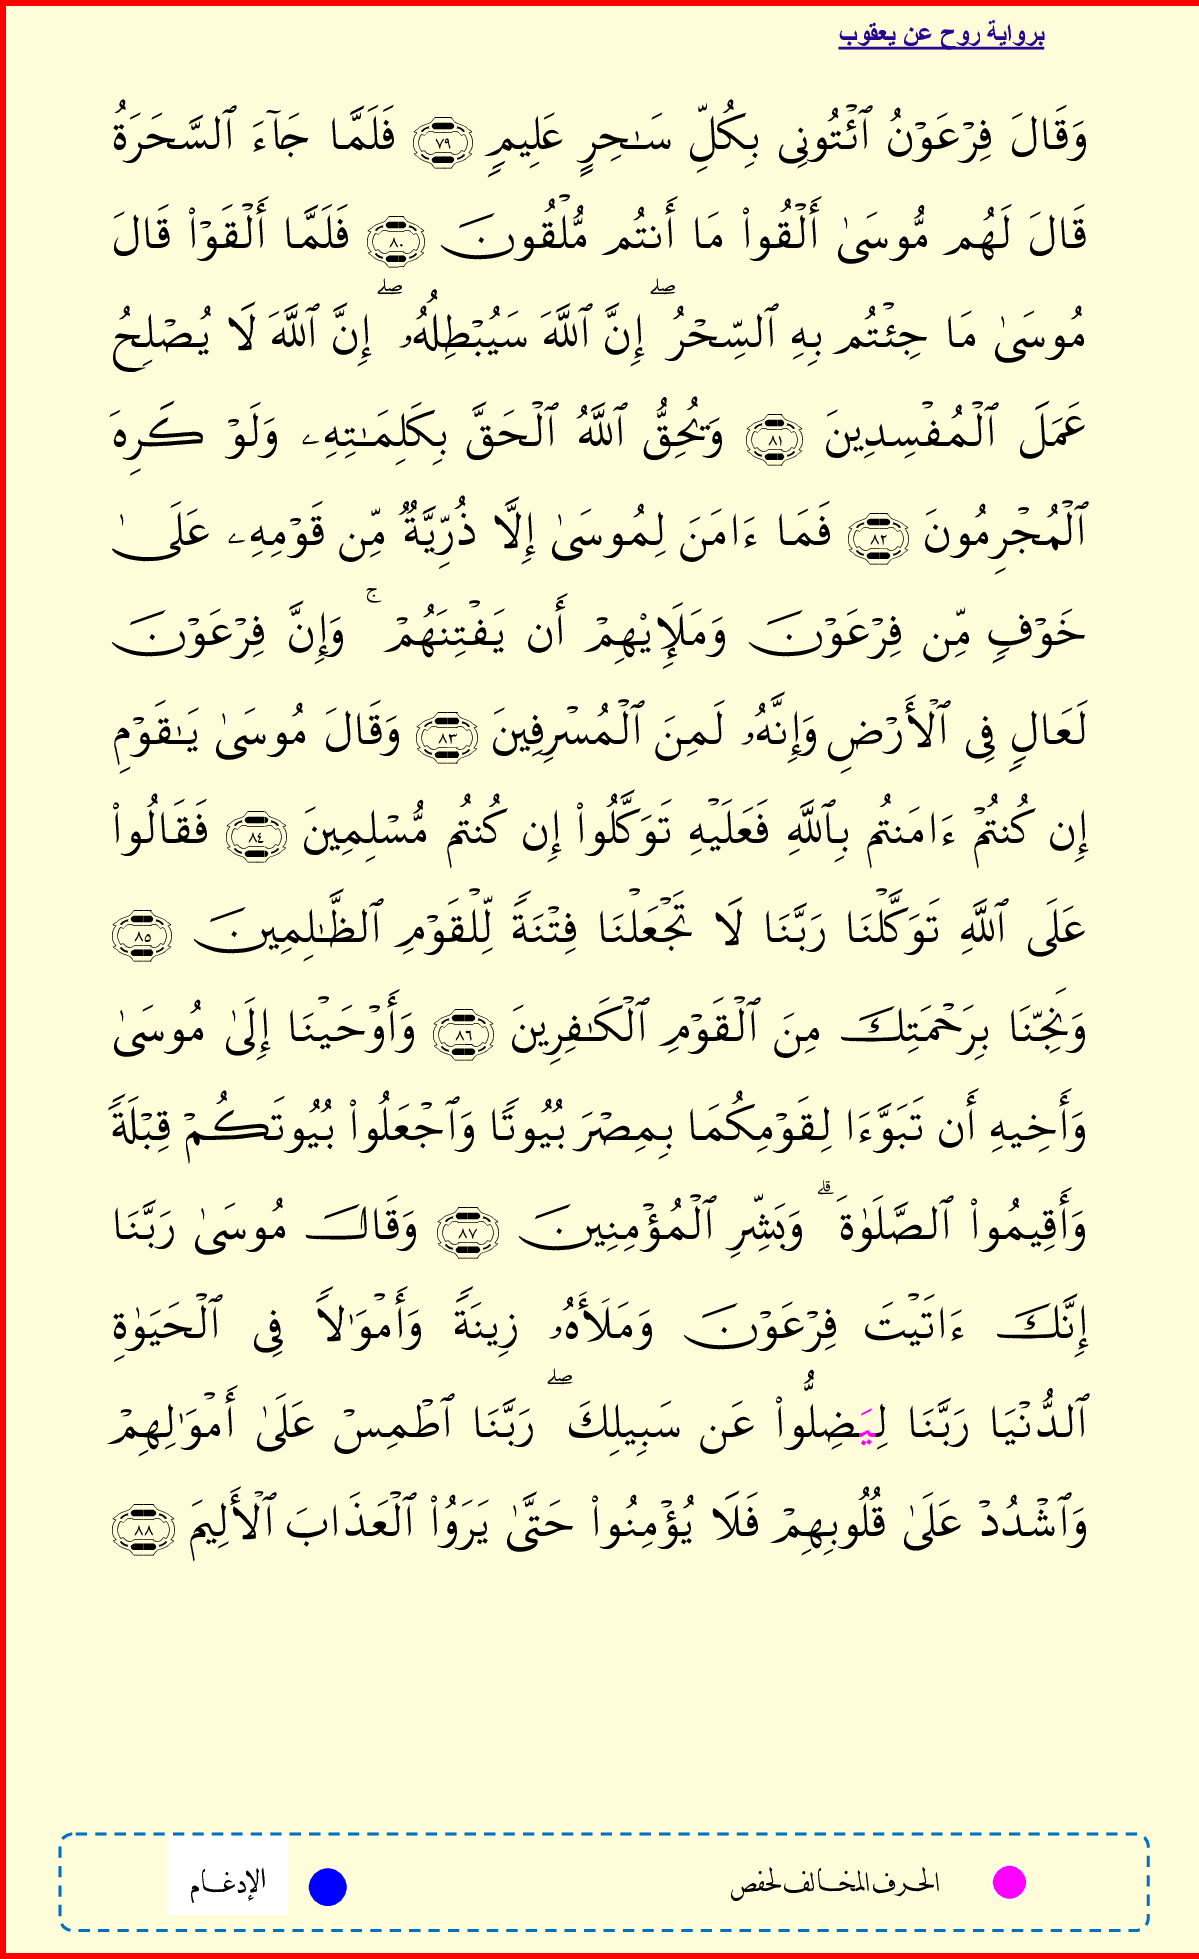 برواية روح عن يعقوب
وَقَالَ فِرۡعَوۡنُ ٱئۡتُونِى بِكُلِّ سَـٰحِرٍ عَلِيمٍ ٧٩ فَلَمَّا جَآءَ ٱلسَّحَرَةُ
قَالَ لَهُم مُّوسَىٰٓ أَلۡقُوا۟ مَا أَنتُم مُّلۡقُونَ ٨٠ فَلَمَّا أَلۡقَوۡا۟ قَالَ
مُوسَىٰ مَا جِئۡتُم بِهِ ٱلسِّحۡرُ ۖ إِنَّ ٱللَّهَ سَيُبۡطِلُهُۥ ۖ إِنَّ ٱللَّهَ لَا يُصۡلِحُ
عَمَلَ ٱلۡمُفۡسِدِينَ ٨١ وَيُحِقُّ ٱللَّهُ ٱلۡحَقَّ بِكَلِمَـٰتِهِۦ وَلَوۡ كَرِهَ
ٱلۡمُجۡرِمُونَ ٨٢ فَمَا ءَامَنَ لِمُوسَىٰ إِلَّا ذُرِّيَّةٌ مِّن قَوۡمِهِۦ عَلَىٰ
خَوۡفٍ مِّن فِرۡعَوۡنَ وَمَلَإِيْهِمۡ أَن يَفۡتِنَهُمۡ ۚ وَإِنَّ فِرۡعَوۡنَ
لَعَالٍ فِى ٱلۡأَرۡضِ وَإِنَّهُۥ لَمِنَ ٱلۡمُسۡرِفِينَ ٨٣ وَقَالَ مُوسَىٰ يَـٰقَوۡمِ
إِن كُنتُمۡ ءَامَنتُم بِٱللَّهِ فَعَلَيۡهِ تَوَكَّلُوا۟ إِن كُنتُم مُّسۡلِمِينَ ٨٤ فَقَالُوا۟
عَلَى ٱللَّهِ تَوَكَّلۡنَا رَبَّنَا لَا تَجۡعَلۡنَا فِتۡنَةً لِّلۡقَوۡمِ ٱلظَّـٰلِمِينَ ٨٥
وَنَجِّنَا بِرَحۡمَتِكَ مِنَ ٱلۡقَوۡمِ ٱلۡكَـٰفِرِينَ ٨٦ وَأَوۡحَيۡنَا إِلَىٰ مُوسَىٰ
وَأَخِيهِ أَن تَبَوَّءَا لِقَوۡمِكُمَا بِمِصۡرَ بُيُوتًا وَٱجۡعَلُوا۟ بُيُوتَكُمۡ قِبۡلَةً
وَأَقِيمُوا۟ ٱلصَّلَوٰةَ ۗ وَبَشِّرِ ٱلۡمُؤۡمِنِينَ ٨٧ وَقَالَ مُوسَىٰ رَبَّنَا
إِنَّكَ ءَاتَيۡتَ فِرۡعَوۡنَ وَمَلَأَهُۥ زِينَةً وَأَمۡوَٰلًا فِى ٱلۡحَيَوٰةِ
ٱلدُّنۡيَا رَبَّنَا لِيَضِلُّوا۟ عَن سَبِيلِكَ ۖ رَبَّنَا ٱطۡمِسۡ عَلَىٰ أَمۡوَٰلِهِمۡ
وَٱشۡدُدۡ عَلَىٰ قُلُوبِهِمۡ فَلَا يُؤۡمِنُوا۟ حَتَّىٰ يَرَوُا۟ ٱلۡعَذَابَ ٱلۡأَلِيمَ ٨٨
الحرف المخالف لحفص الإدغام